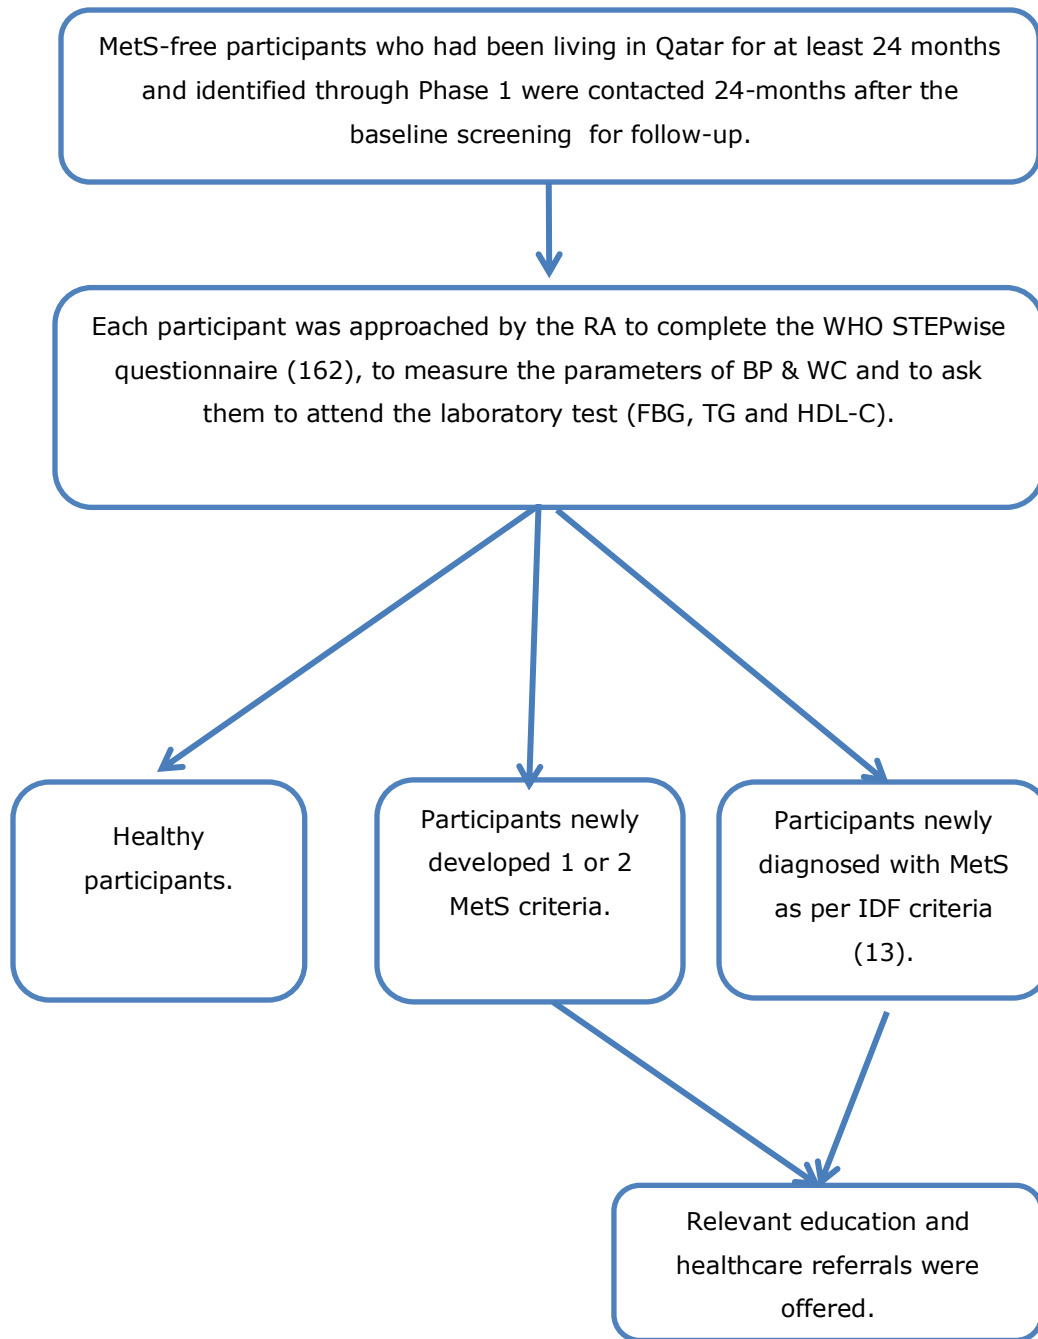 MetS-free participants who had been living in Qatar for at least 24 months
and identified through Phase 1 were contacted 24-months after the
baseline screening for follow-up.
Each participant was approached by the RA to complete the WHO STEPwise
questionnaire (162), to measure the parameters of BP & WC and to ask
them to attend the laboratory test (FBG, TG and HDL-C).
Healthy
participants.
Participants newly
developed 1 or 2
MetS criteria.
Participants newly
diagnosed with MetS
as per IDF criteria
(13).
Relevant education and
healthcare referrals were
offered.